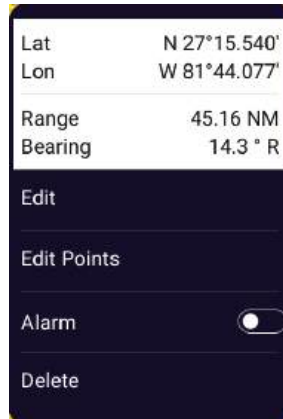 Lat N 27°15.540'
Lon W 81°44.077'
Range 45.16 NM
Bearing 14.3 ° R
Edit
Edit Points
Alarm
Delete